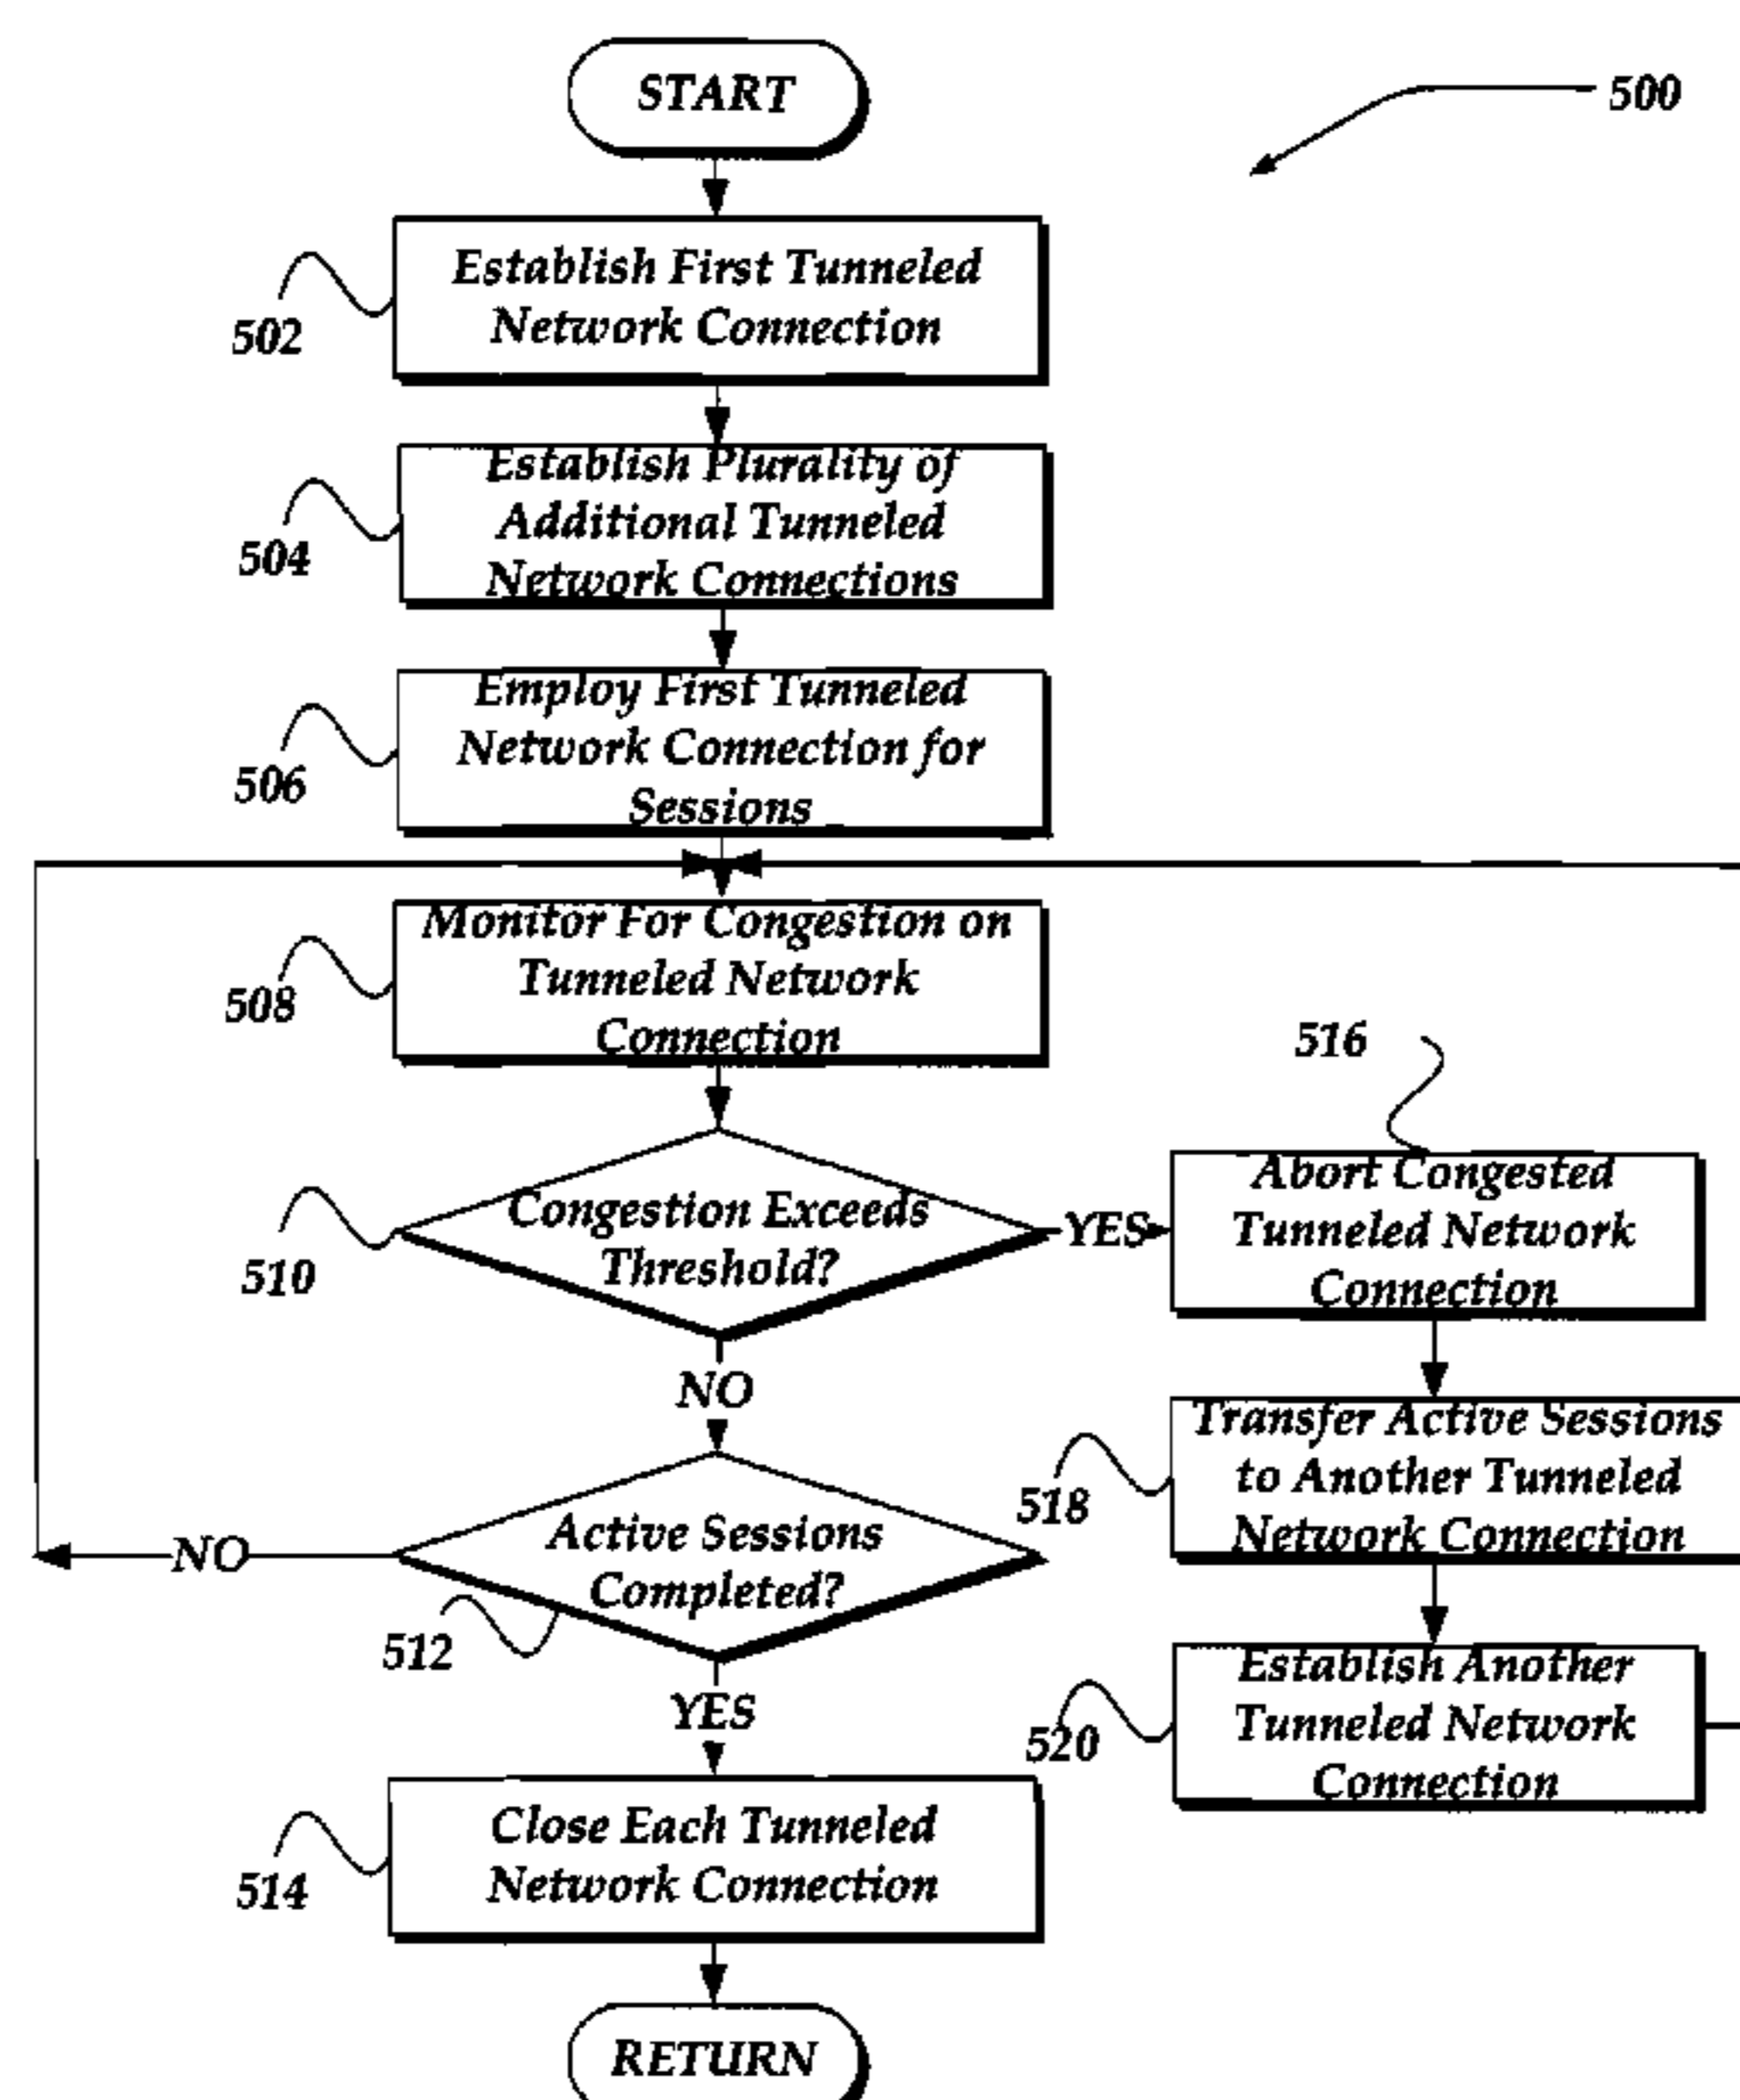 START
500
Establish First Tunneled
Network Connection
502
Establish Plurality of
Additional Tunneled
Network Connections
504
Employ First Tunneled
Network Connection for
Sessions
506
Monitor For Congestion on
Tunneled Network
Connection
508
516
Abort Congested
Tunneled Network
Connection
Congestion Exceeds
Threshold?
YES
510
NO
Transfer Active Sessions
to Another Tunneled
Network Connection
518
Active Sessions
Completed?
NO
512
YES
Establish Another
Tunneled Network
Connection
520
Close Each Tunneled
Network Connection
514
RETURN